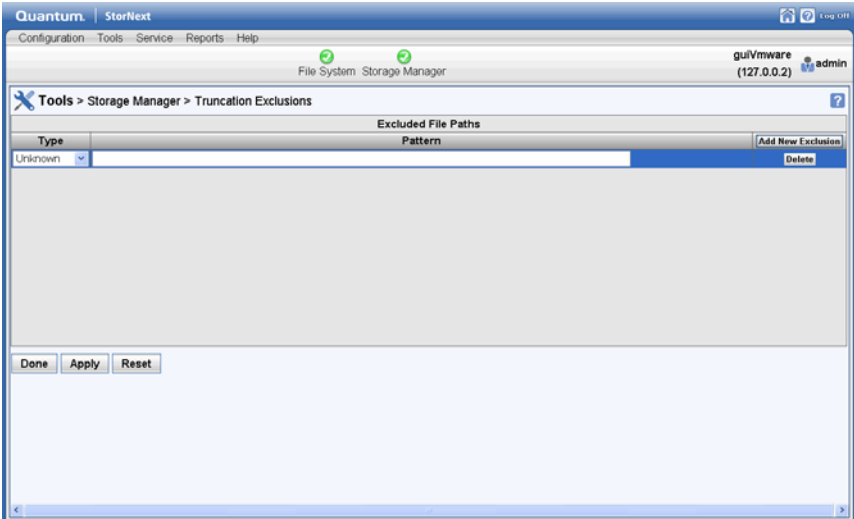 Quantum. StorNext Log Off
Configuration Tools Service Reports Help
File System Storage Manager
guiVmware
(127.0.0.2)
admin
Tools > Storage Manager > Truncation Exclusions
Excluded File Paths
Type Pattern Add New Exclusion
Unknown Delete
Done Apply Reset